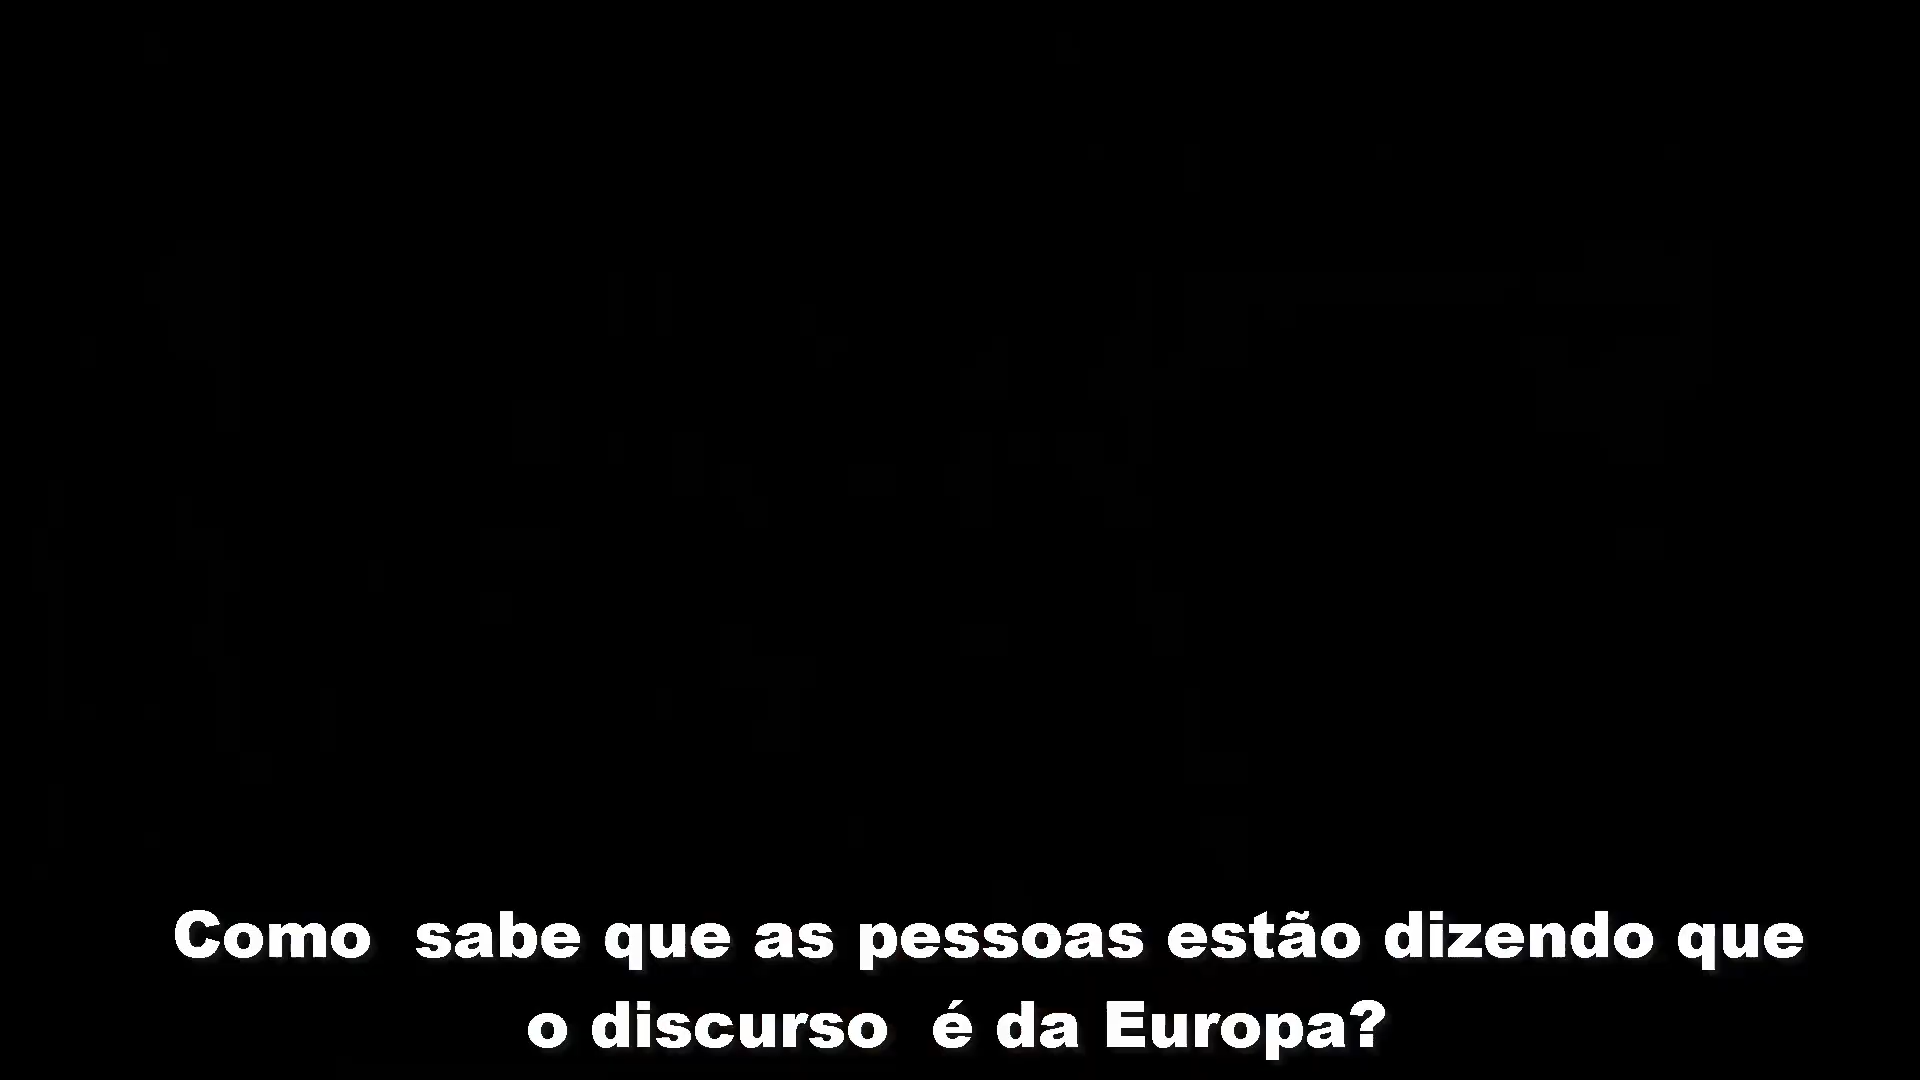 Como  sabe que as pessoas estão dizendo que
o discurso  é da Europa?